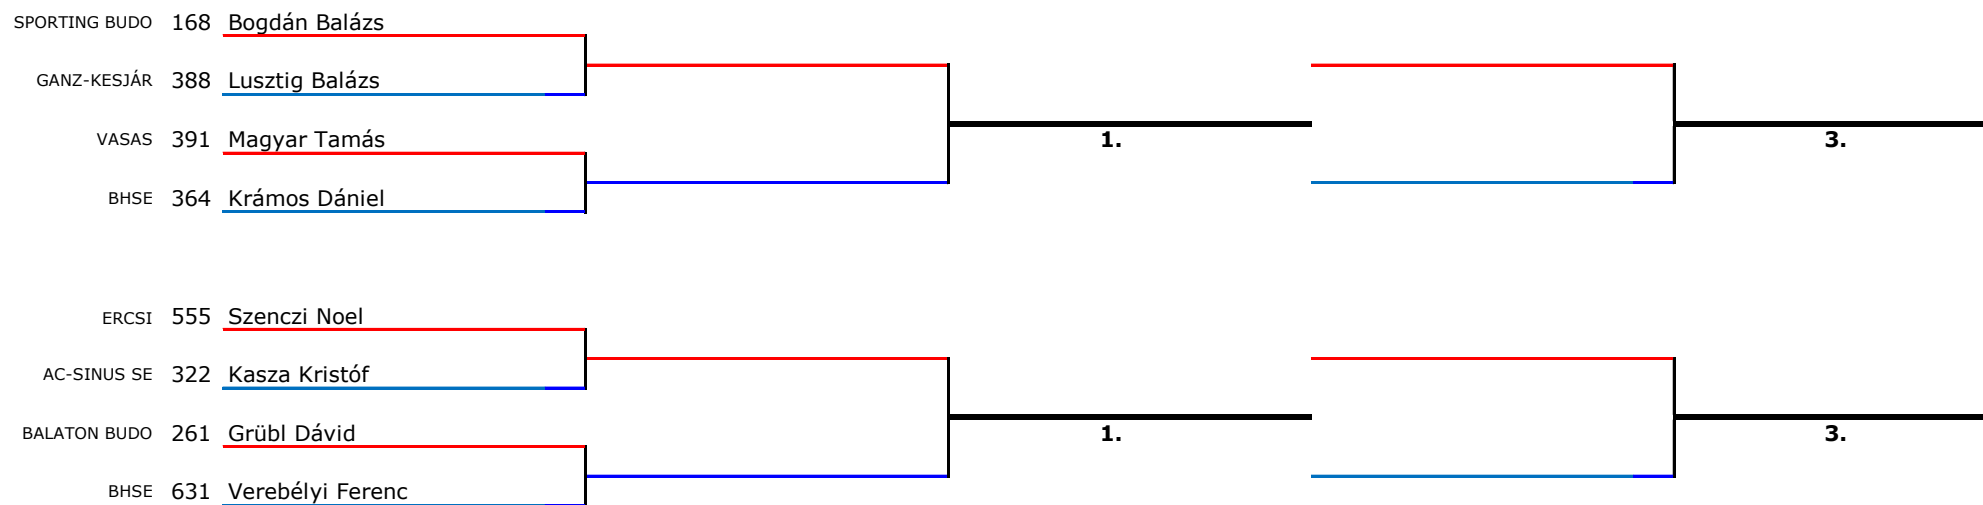 SPORTING BUDO 168 Bogdán Balázs
GANZ-KESJÁR 388 Lusztig Balázs
VASAS 391 Magyar Tamás 1. 3.
BHSE 364 Krámos Dániel
ERCSI 555 Szenczi Noel
AC-SINUS SE 322 Kasza Kristóf
BALATON BUDO 261 Grübl Dávid 1. 3.
BHSE 631 Verebélyi Ferenc